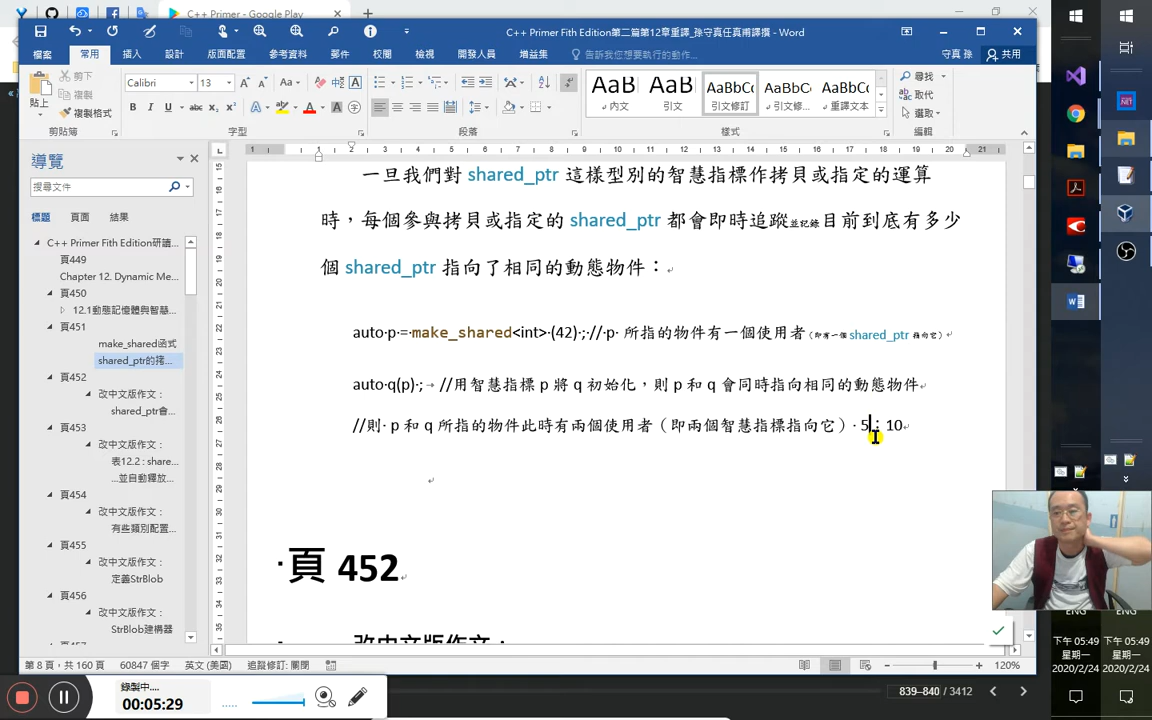 C++ Primer - Google Play
C++ Primer Fifth Edition第二篇第12章重譯_孫守真任真甫譯撰 - Word
檔案 常用 插入 設計 版面配置 參考資料 郵件 校閱 檢視 開發人員 增益集 告訴我您想要執行的動作... 守真 孫 共用
貼上
剪下
複製
複製格式
剪貼簿
Calibri 13
字型
段落
AaB 內文
AaB 引文
AaBbC 引文修訂
AaBbC 引文修...
AaBbC 重譯文本
樣式
尋找
取代
選取
編輯
導覽
搜尋文件
標題 頁面 結果
C++ Primer Fith Edition研讀...
頁449
Chapter 12. Dynamic Me...
頁450
12.1動態記憶體與智慧...
頁451
make_shared函式
shared_ptr的拷...
改中文版作文：
頁452
shared_ptr會...
頁453
表12.2 : share...
...並自動釋放...
頁454
有些類別配置...
頁455
改中文版作文：
定義StrBlob
頁456
改中文版作文：
StrBlob建構器
一旦我們對 shared_ptr 這樣型別的智慧指標作拷貝或指定的運算
時，每個參與拷貝或指定的 shared_ptr 都會即時追蹤並記錄目前到底有多少
個 shared_ptr 指向了相同的動態物件：
auto p = make_shared<int> (42) ; // p 所指的物件有一個使用者（即有一個 shared_ptr 指向它）
auto q(p) ; //用智慧指標 p 將 q 初始化，則 p 和 q 會同時指向相同的動態物件
//則 p 和 q 所指的物件此時有兩個使用者（即兩個智慧指標指向它） 5：10
頁 452
改中文版作文：
第 8 頁，共 160 頁 60847 個字 英文 (美國) 追蹤修訂: 關閉 120%
錄製中....
00:05:29
839–840 / 3412
ENG ENG
下午 05:49 下午 05:49
星期一 星期一
2020/2/24 2020/2/24